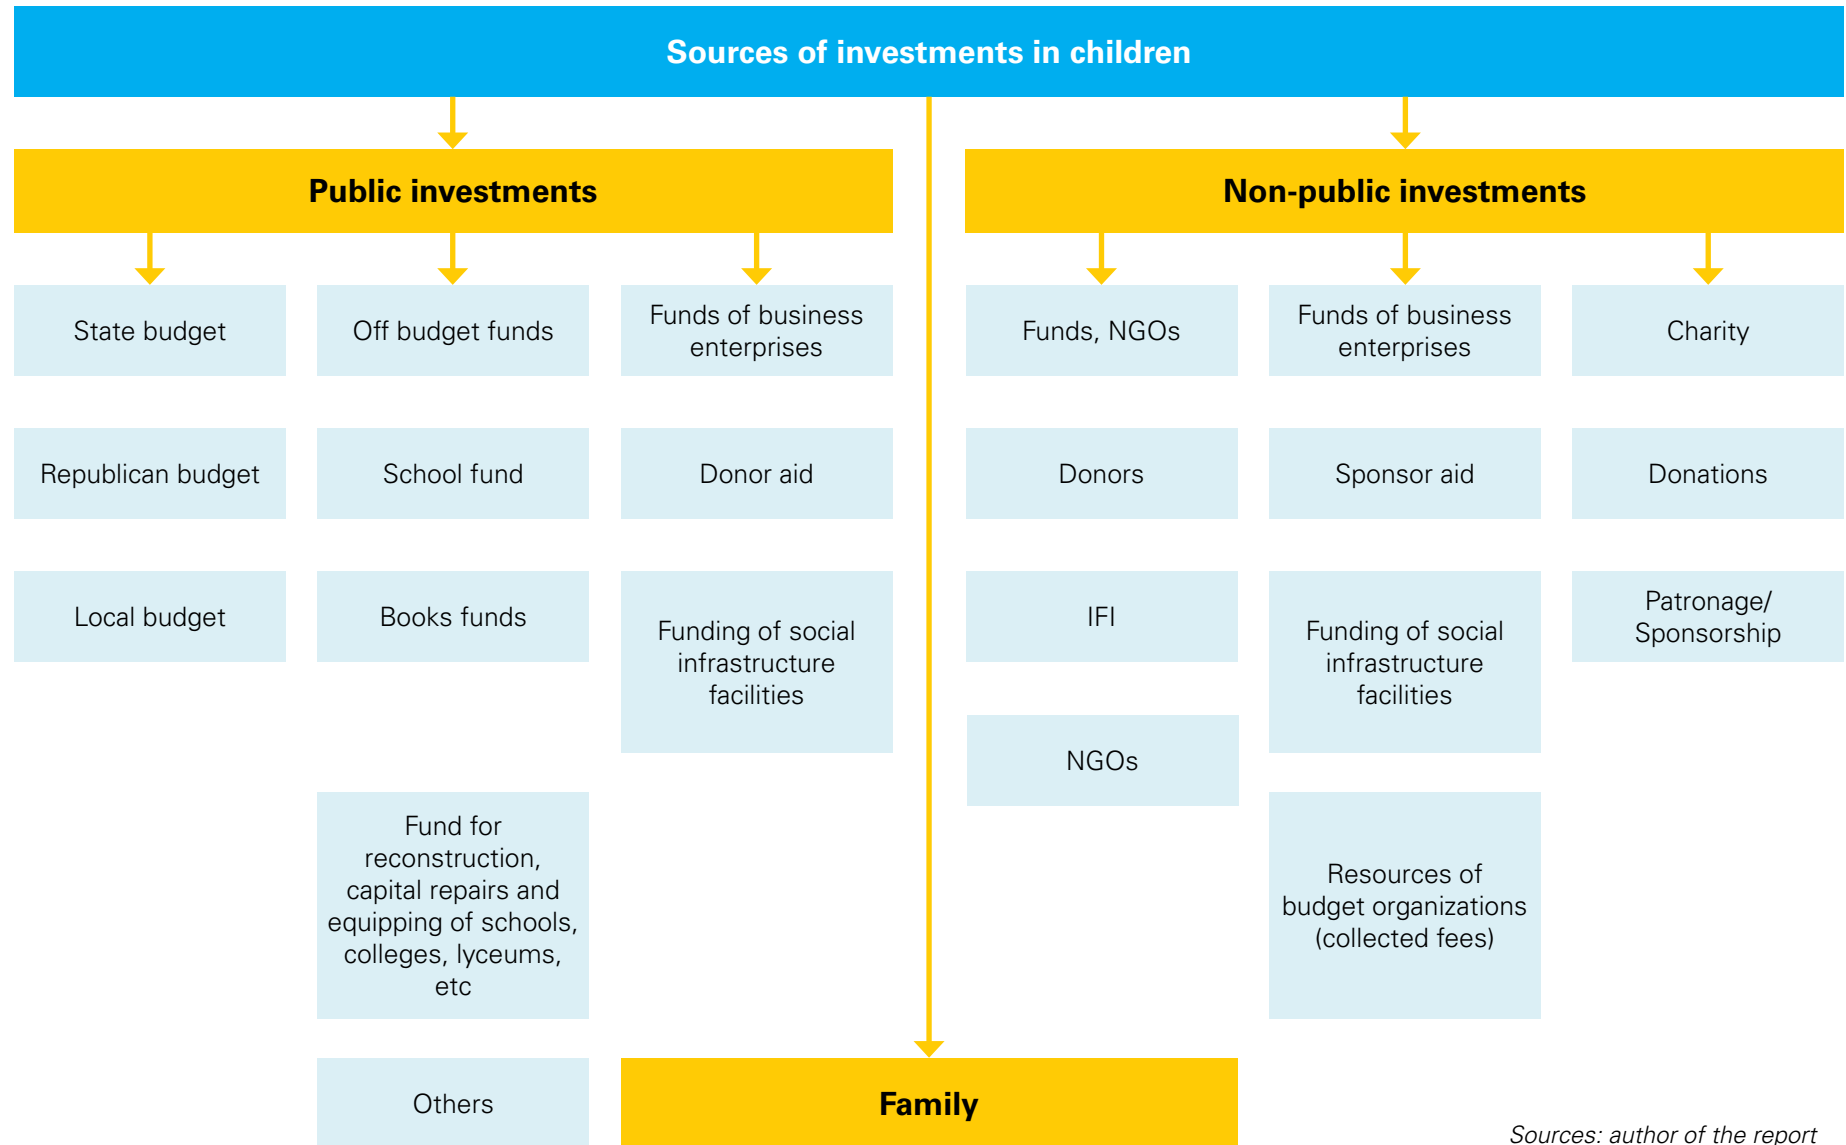 Sources of investments in children
Public investments
Non-public investments
State budget
Off budget funds
Funds of business
enterprises
Funds, NGOs
Funds of business
enterprises
Charity
Republican budget
School fund
Donor aid
Donors
Sponsor aid
Donations
Local budget
Books funds
Funding of social
infrastructure
facilities
IFI
Funding of social
infrastructure
facilities
Patronage/
Sponsorship
NGOs
Fund for
reconstruction,
capital repairs and
equipping of schools,
colleges, lyceums,
etc
Resources of
budget organizations
(collected fees)
Others
Family
Sources: author of the report